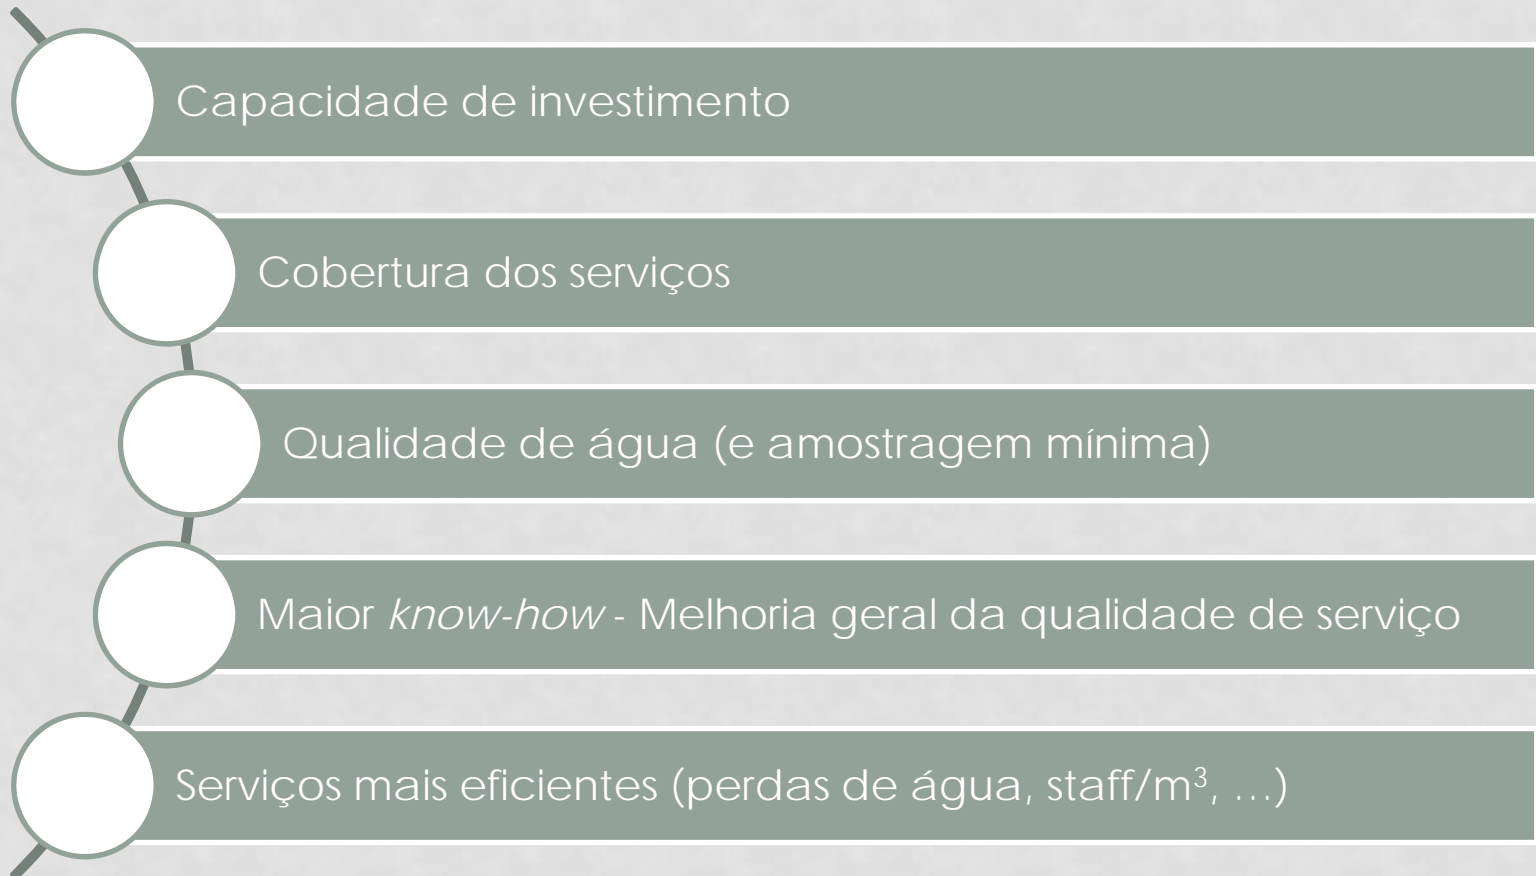 Capacidade de investimento
Cobertura dos serviços
Qualidade de água (e amostragem mínima)
Maior know-how - Melhoria geral da qualidade de serviço
Serviços mais eficientes (perdas de água, staff/m³, …)